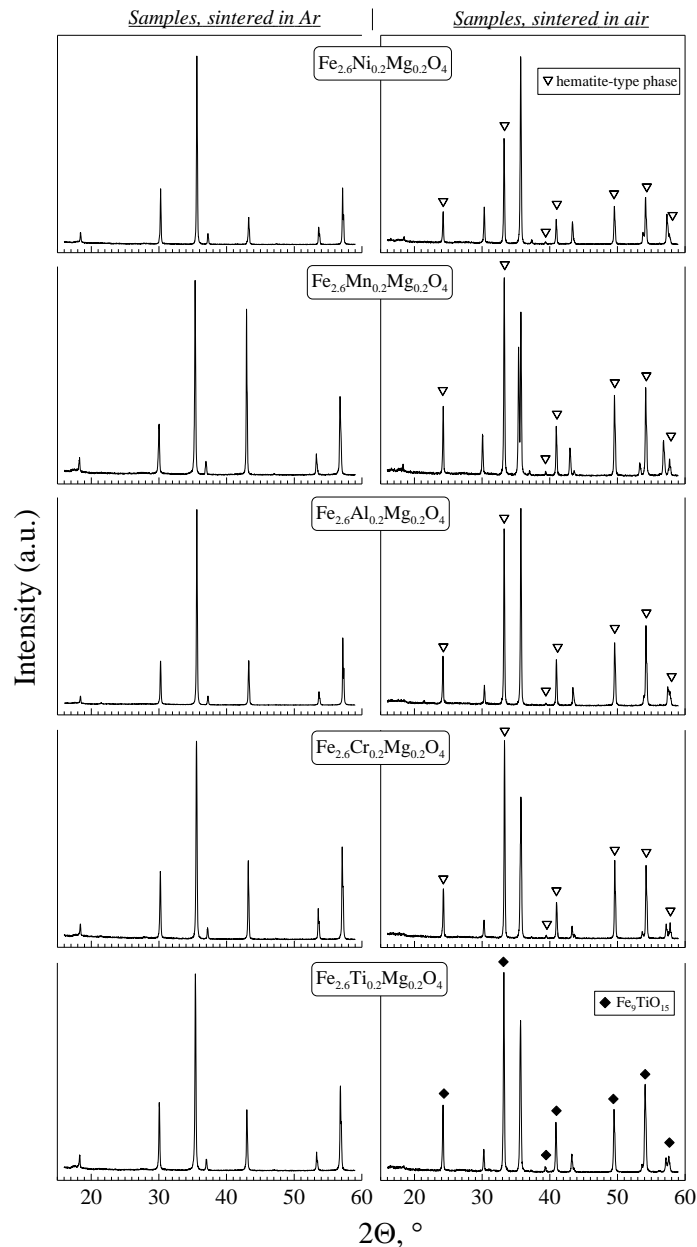 Samples, sintered in Ar | Samples, sintered in air
Fe2.6Ni0.2Mg0.2O4
hematite-type phase
Fe2.6Mn0.2Mg0.2O4
Fe2.6Al0.2Mg0.2O4
Intensity (a.u.)
Fe2.6Cr0.2Mg0.2O4
Fe2.6Ti0.2Mg0.2O4
Fe9TiO15
20 30 40 50 60 20 30 40 50 60
2Θ, °